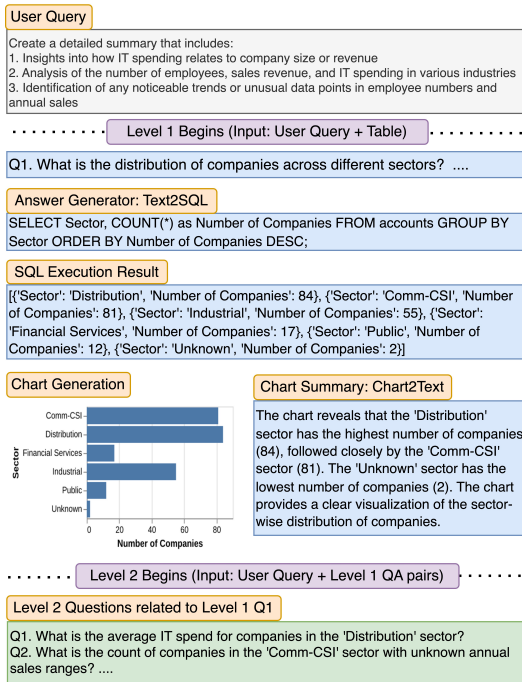 User Query
Create a detailed summary that includes:
1. Insights into how IT spending relates to company size or revenue
2. Analysis of the number of employees, sales revenue, and IT spending in various industries
3. Identification of any noticeable trends or unusual data points in employee numbers and
annual sales
Level 1 Begins (Input: User Query + Table)
Q1. What is the distribution of companies across different sectors? ....
Answer Generator: Text2SQL
SELECT Sector, COUNT(*) as Number of Companies FROM accounts GROUP BY
Sector ORDER BY Number of Companies DESC;
SQL Execution Result
[{'Sector': 'Distribution', 'Number of Companies': 84}, {'Sector': 'Comm-CSI', 'Number
of Companies': 81}, {'Sector': 'Industrial', 'Number of Companies': 55}, {'Sector':
'Financial Services', 'Number of Companies': 17}, {'Sector': 'Public', 'Number of
Companies': 12}, {'Sector': 'Unknown', 'Number of Companies': 2}]
Chart Generation
Sector
Comm-CSI
Distribution
Financial Services
Industrial
Public
Unknown
0 20 40 60 80
Number of Companies
Chart Summary: Chart2Text
The chart reveals that the 'Distribution'
sector has the highest number of companies
(84), followed closely by the 'Comm-CSI'
sector (81). The 'Unknown' sector has the
lowest number of companies (2). The chart
provides a clear visualization of the sector-
wise distribution of companies.
Level 2 Begins (Input: User Query + Level 1 QA pairs)
Level 2 Questions related to Level 1 Q1
Q1. What is the average IT spend for companies in the 'Distribution' sector?
Q2. What is the count of companies in the 'Comm-CSI' sector with unknown annual
sales ranges? ....